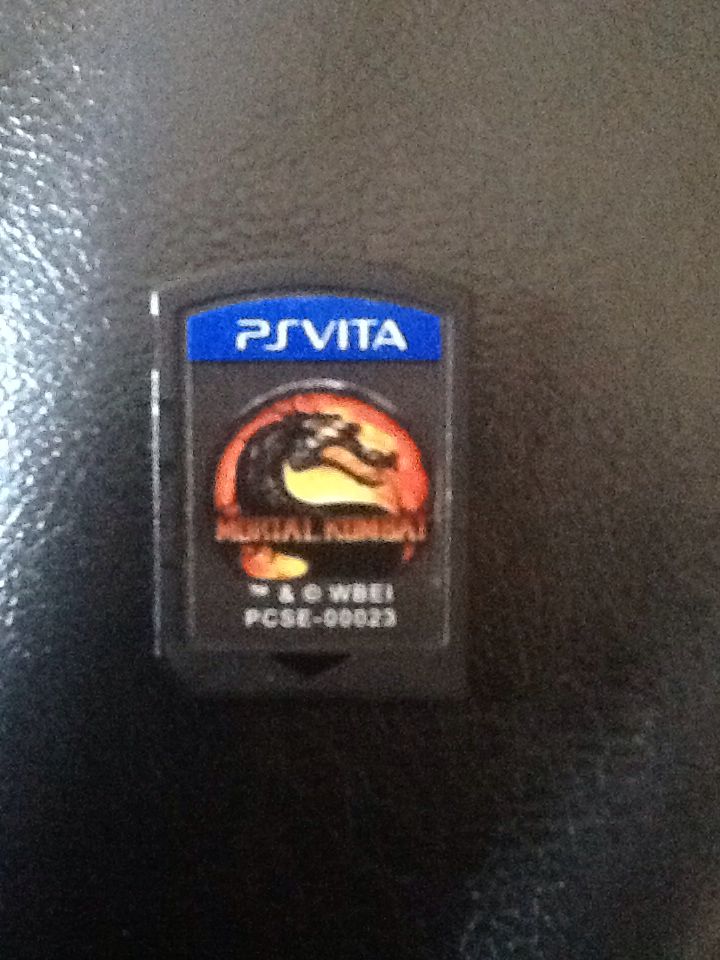 PSVITA
MORTAL KOMBAT
™ & © WBEI
PCSE-00023